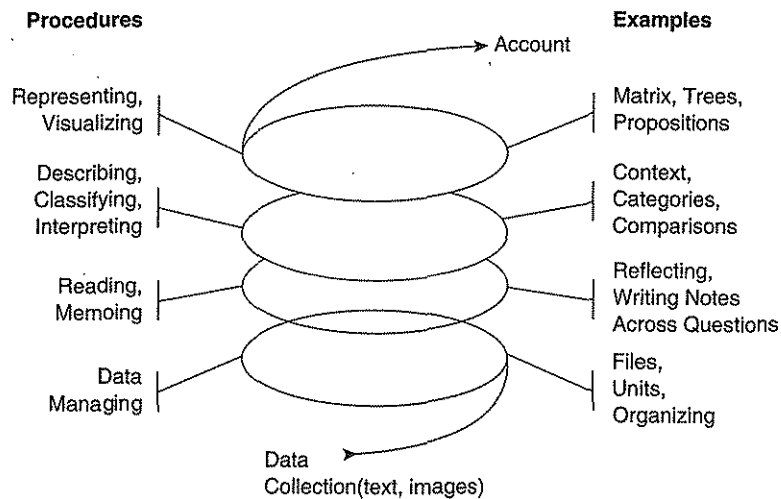 Procedures
Examples
Account
Representing,
Visualizing
Matrix, Trees,
Propositions
Describing,
Classifying,
Interpreting
Context,
Categories,
Comparisons
Reading,
Memoing
Reflecting,
Writing Notes
Across Questions
Data
Managing
Files,
Units,
Organizing
Data
Collection(text, images)